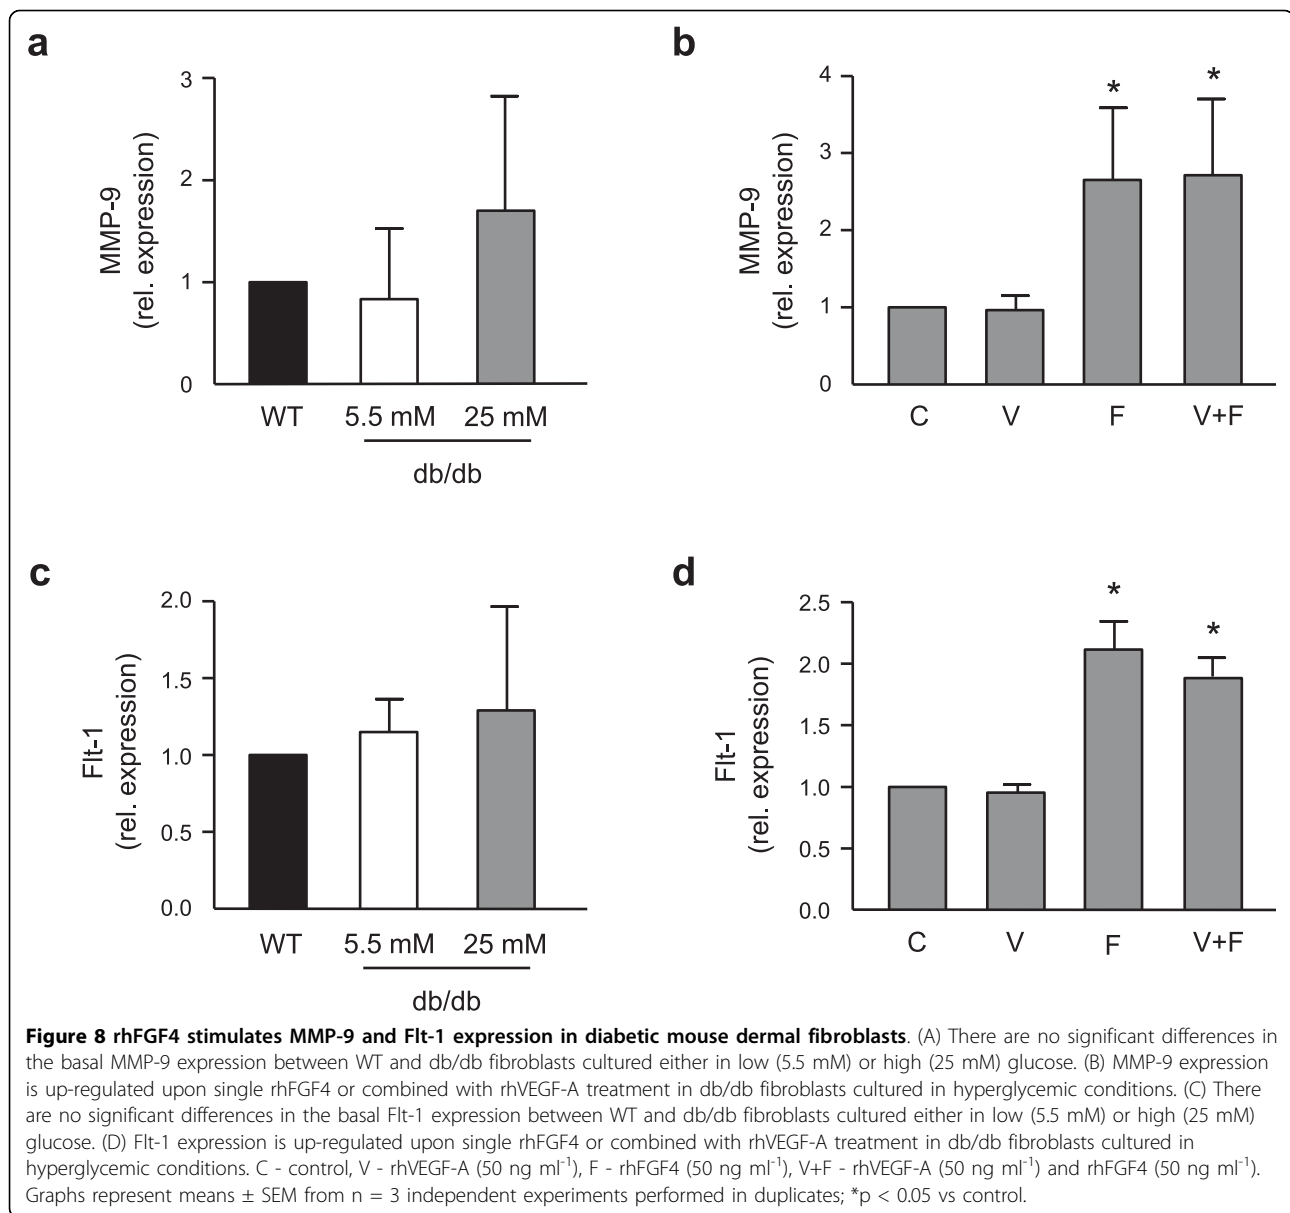 a
3
2
1
0
MMP-9
(rel. expression)
WT 5.5 mM 25 mM
db/db
b
4
3
2
1
0
MMP-9
(rel. expression)
* *
C V F V+F
c
2.0
1.5
1.0
0.5
0.0
Flt-1
(rel. expression)
WT 5.5 mM 25 mM
db/db
d
2.5
2.0
1.5
1.0
0.5
0.0
Flt-1
(rel. expression)
* *
C V F V+F
Figure 8 rhFGF4 stimulates MMP-9 and Flt-1 expression in diabetic mouse dermal fibroblasts. (A) There are no significant differences in
the basal MMP-9 expression between WT and db/db fibroblasts cultured either in low (5.5 mM) or high (25 mM) glucose. (B) MMP-9 expression
is up-regulated upon single rhFGF4 or combined with rhVEGF-A treatment in db/db fibroblasts cultured in hyperglycemic conditions. (C) There
are no significant differences in the basal Flt-1 expression between WT and db/db fibroblasts cultured either in low (5.5 mM) or high (25 mM)
glucose. (D) Flt-1 expression is up-regulated upon single rhFGF4 or combined with rhVEGF-A treatment in db/db fibroblasts cultured in
hyperglycemic conditions. C - control, V - rhVEGF-A (50 ng ml⁻¹), F - rhFGF4 (50 ng ml⁻¹), V+F - rhVEGF-A (50 ng ml⁻¹) and rhFGF4 (50 ng ml⁻¹).
Graphs represent means ± SEM from n = 3 independent experiments performed in duplicates; *p < 0.05 vs control.